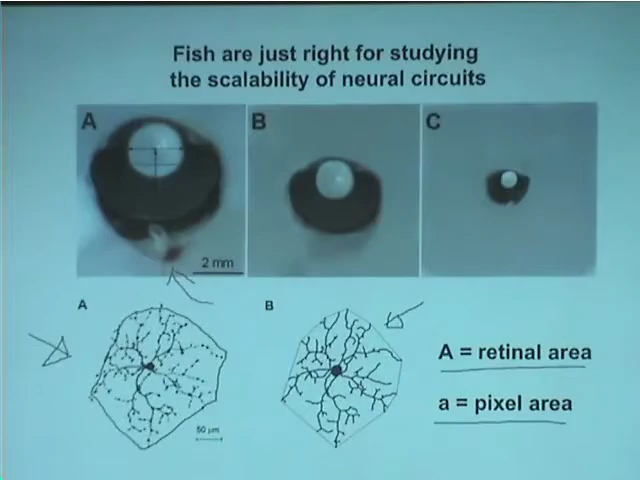 Fish are just right for studying
the scalability of neural circuits
A
B
C
2 mm
A
B
A = retinal area
a = pixel area
50 µm